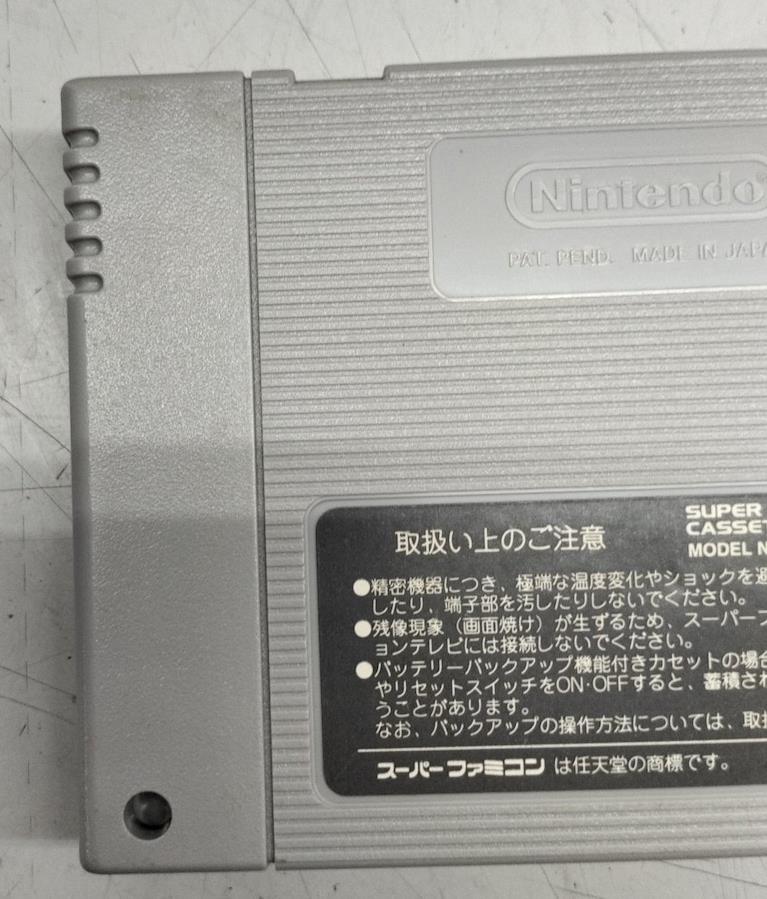 Nintendo
PAT. PEND. MADE IN JAPA
取扱い上のご注意
SUPER
CASSET
MODEL N
●精密機器につき、極端な温度変化やショックを避
したり、端子部を汚したりしないでください。
●残像現象(画面焼け)が生ずるため、スーパーフ
ョンテレビには接続しないでください。
●バッテリーバックアップ機能付きカセットの場合
やリセットスイッチをON·OFFすると、蓄積され
うことがあります。
なお、バックアップの操作方法については、取扱
スーパーファミコン は任天堂の商標です。